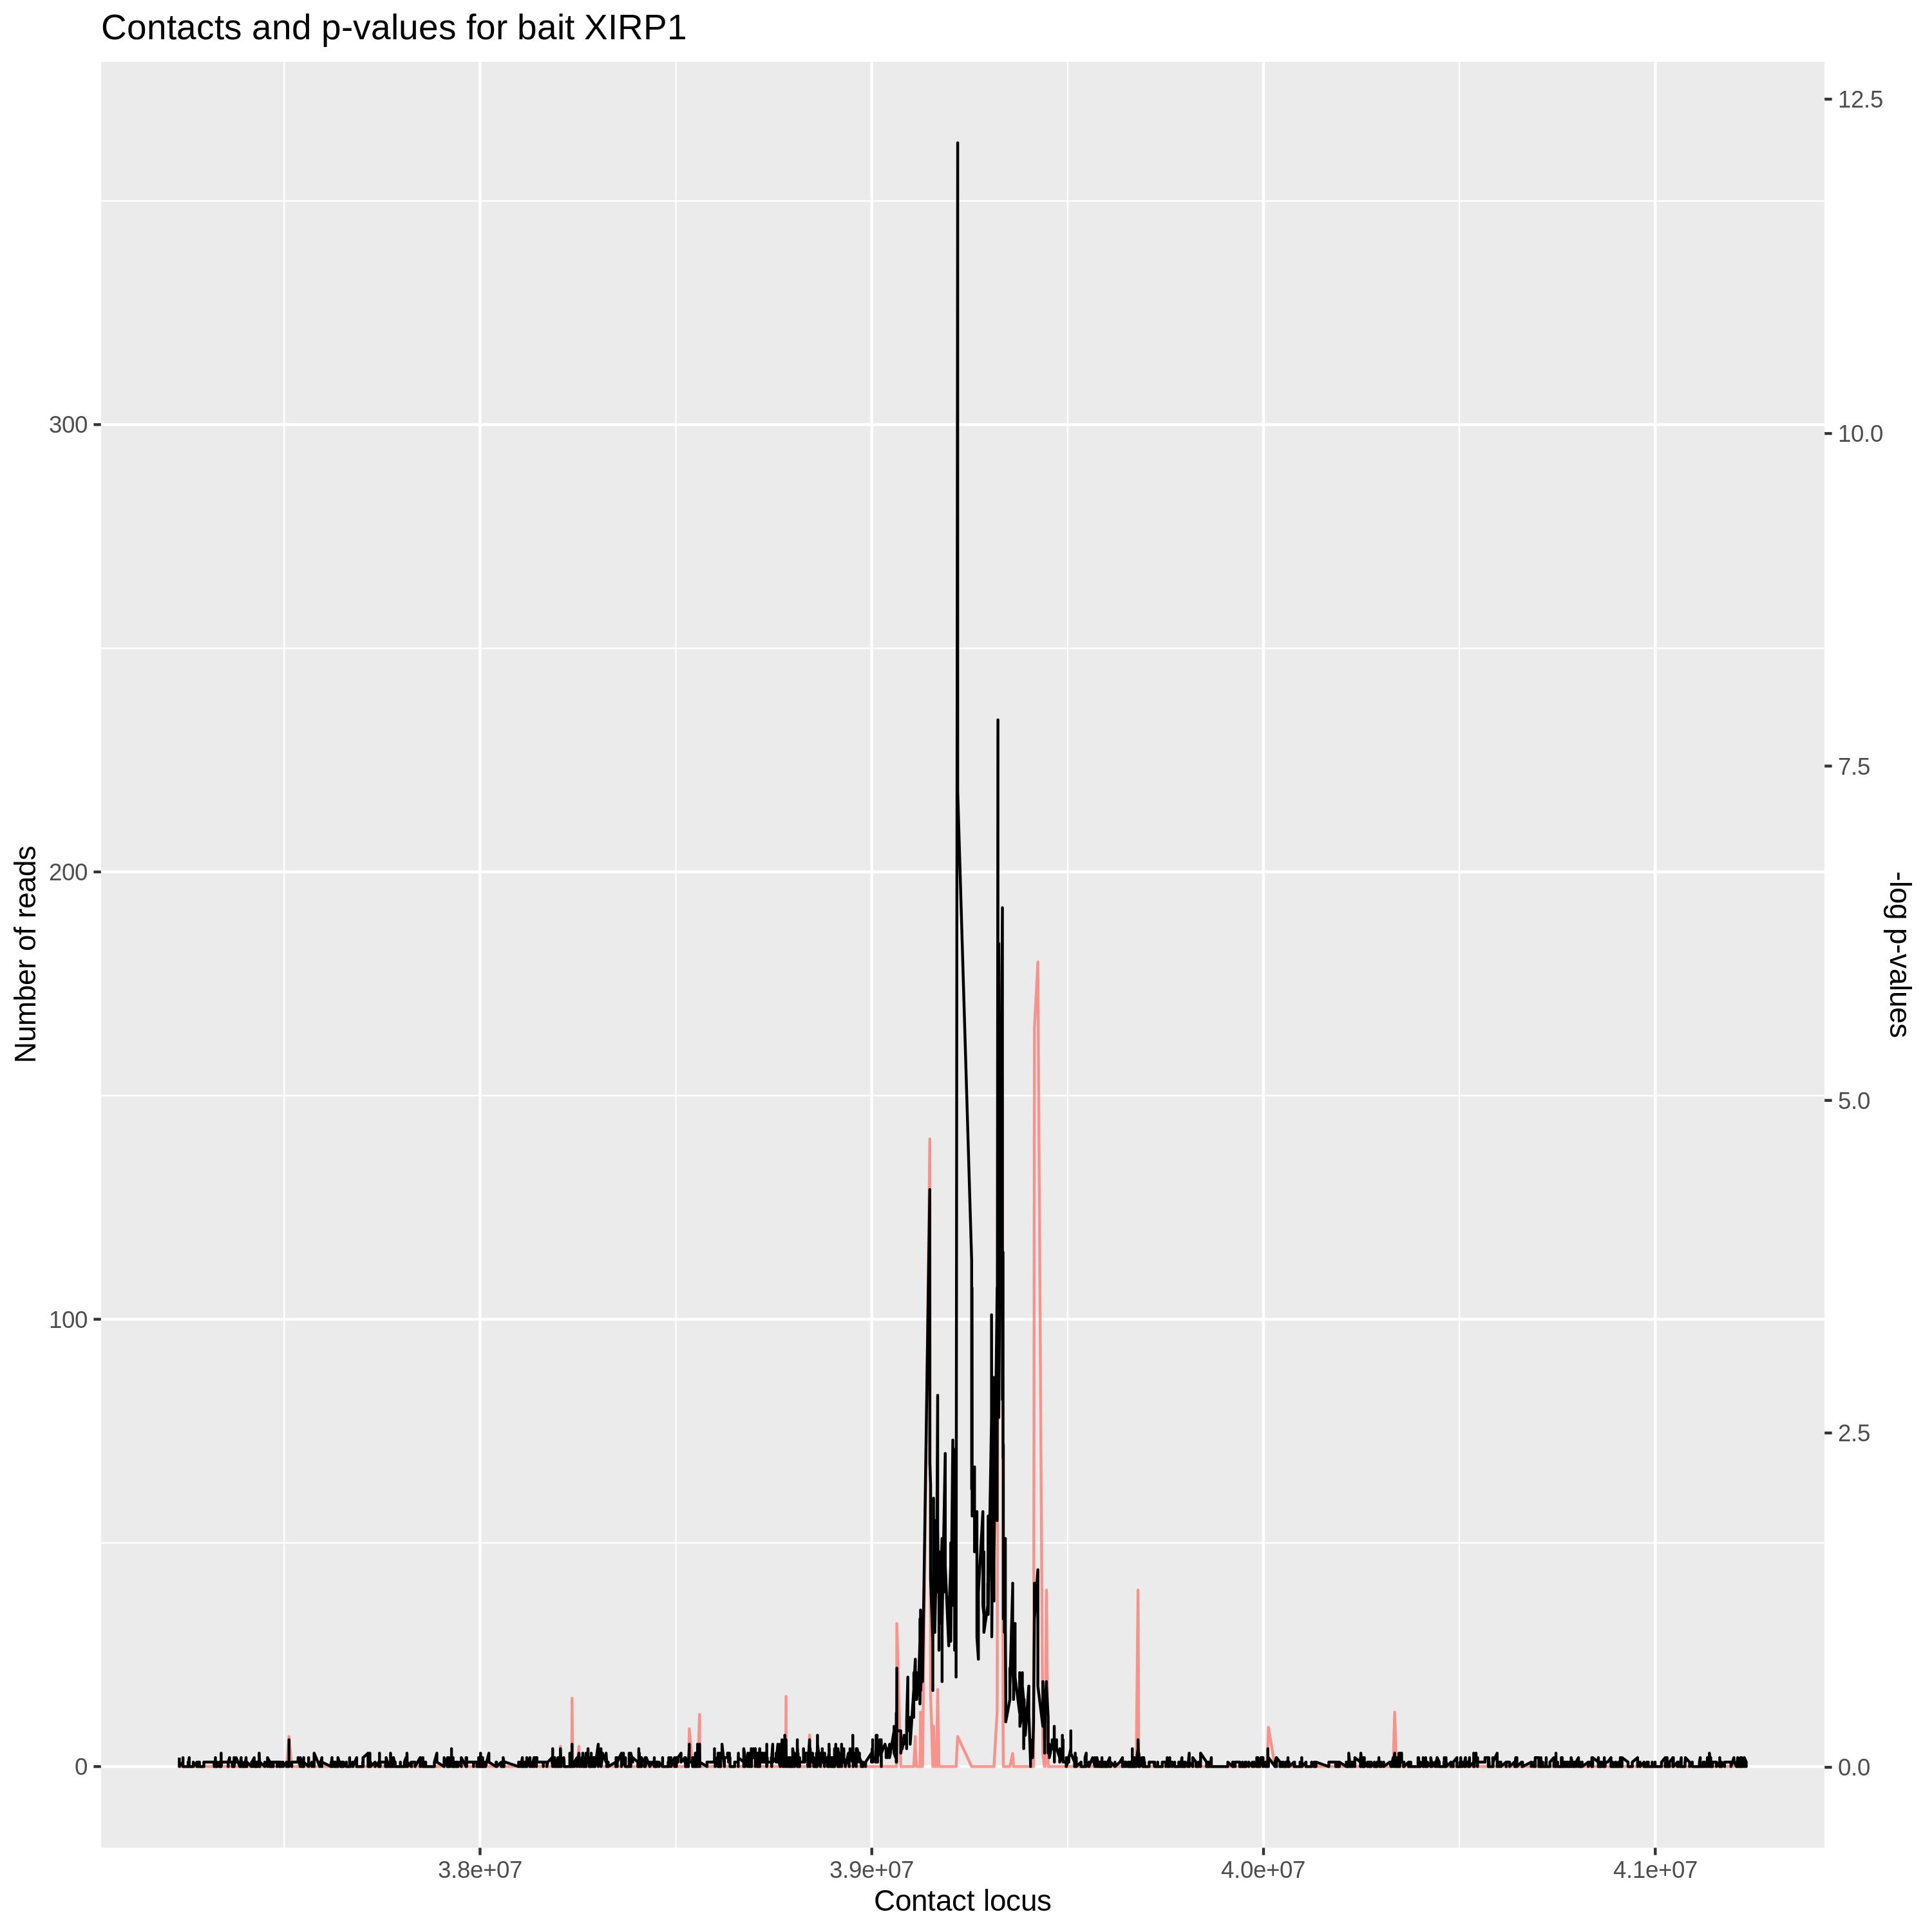 Contacts and p-values for bait XIRP1
Number of reads
300
200
100
0
12.5
10.0
7.5
5.0
2.5
0.0
-log p-values
3.8e+07
3.9e+07
4.0e+07
4.1e+07
Contact locus